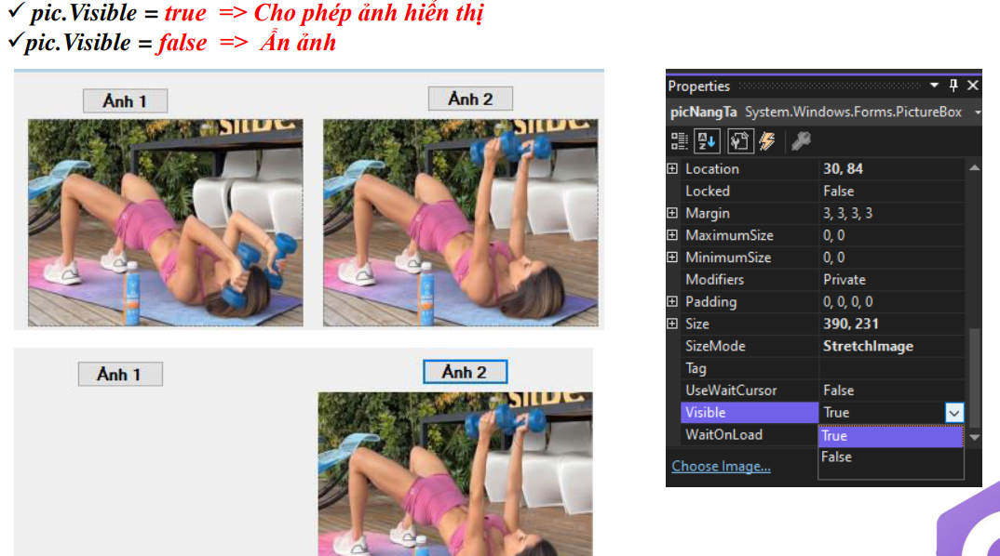 ✓ pic.Visible = true => Cho phép ảnh hiển thị
✓pic.Visible = false => Ẩn ảnh
Ảnh 1
Ảnh 2
Ảnh 1
Ảnh 2
Properties
picNangTa System.Windows.Forms.PictureBox
Location 30, 84
Locked False
Margin 3, 3, 3, 3
MaximumSize 0, 0
MinimumSize 0, 0
Modifiers Private
Padding 0, 0, 0, 0
Size 390, 231
SizeMode StretchImage
Tag
UseWaitCursor False
Visible True
WaitOnLoad
True
False
Choose Image...